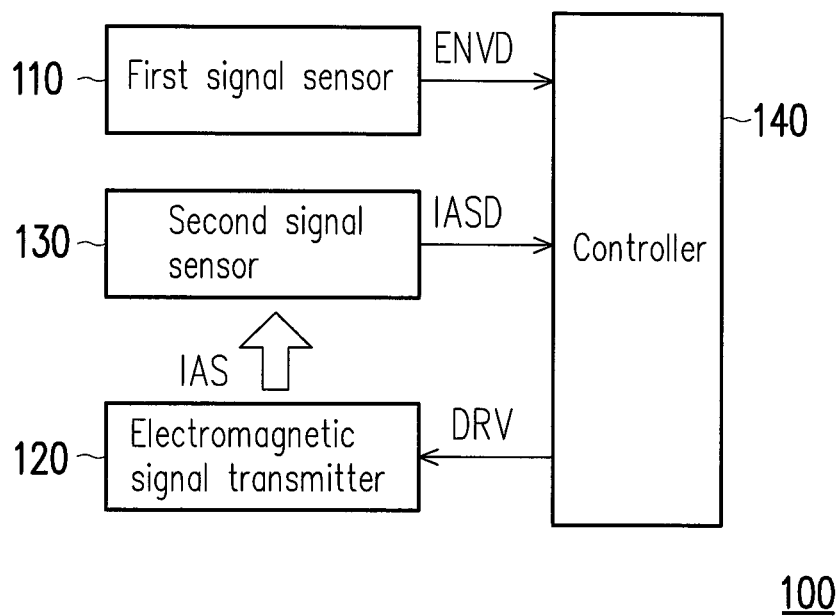 110
First signal sensor
ENVD
140
130
Second signal
sensor
IASD
Controller
IAS
120
Electromagnetic
signal transmitter
DRV
100